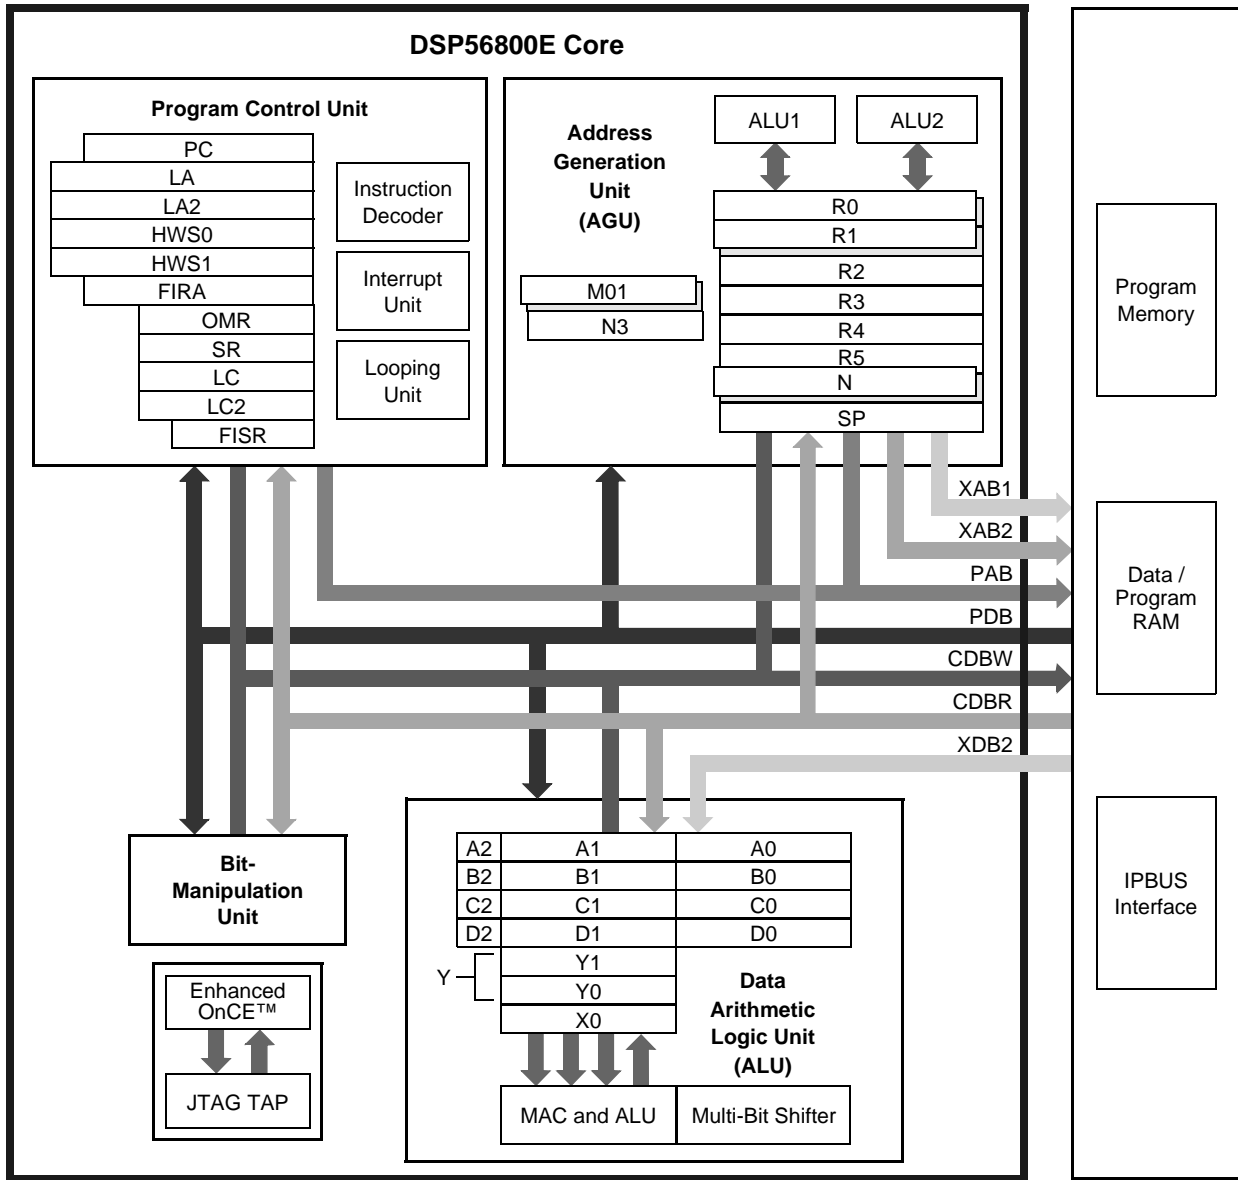 DSP56800E Core
Program Control Unit
PC
LA
LA2
HWS0
HWS1
FIRA
OMR
SR
LC
LC2
FISR
Instruction
Decoder
Interrupt
Unit
Looping
Unit
Address
Generation
Unit
(AGU)
ALU1
ALU2
R0
R1
R2
R3
R4
R5
N
SP
M01
N3
XAB1
XAB2
PAB
PDB
CDBW
CDBR
XDB2
Program
Memory
Data /
Program
RAM
IPBUS
Interface
Bit-
Manipulation
Unit
Enhanced
OnCE™
JTAG TAP
A2 A1 A0
B2 B1 B0
C2 C1 C0
D2 D1 D0
Y
Y1
Y0
X0
Data
Arithmetic
Logic Unit
(ALU)
MAC and ALU
Multi-Bit Shifter